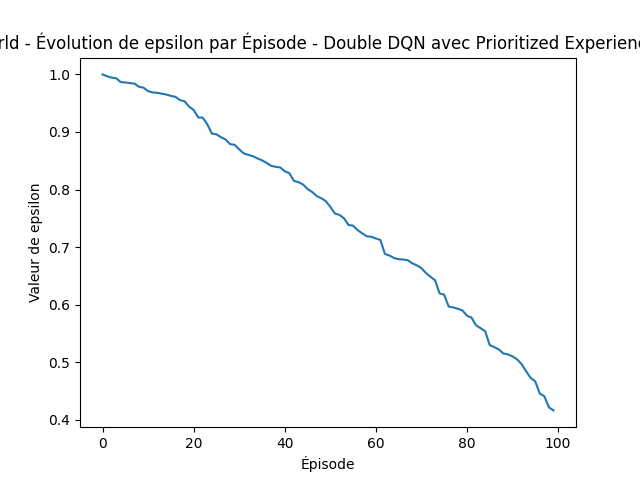 rld - Évolution de epsilon par Épisode - Double DQN avec Prioritized Experien
Valeur de epsilon
1.0
0.9
0.8
0.7
0.6
0.5
0.4
0 20 40 60 80 100
Épisode